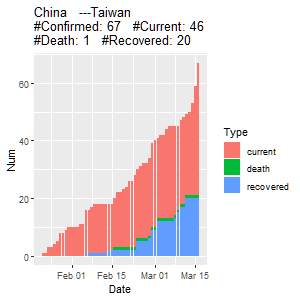 China   ---Taiwan
#Confirmed: 67   #Current: 46
#Death: 1   #Recovered: 20
60
40
20
0
Num
Feb 01
Feb 15
Mar 01
Mar 15
Date
Type
current
death
recovered